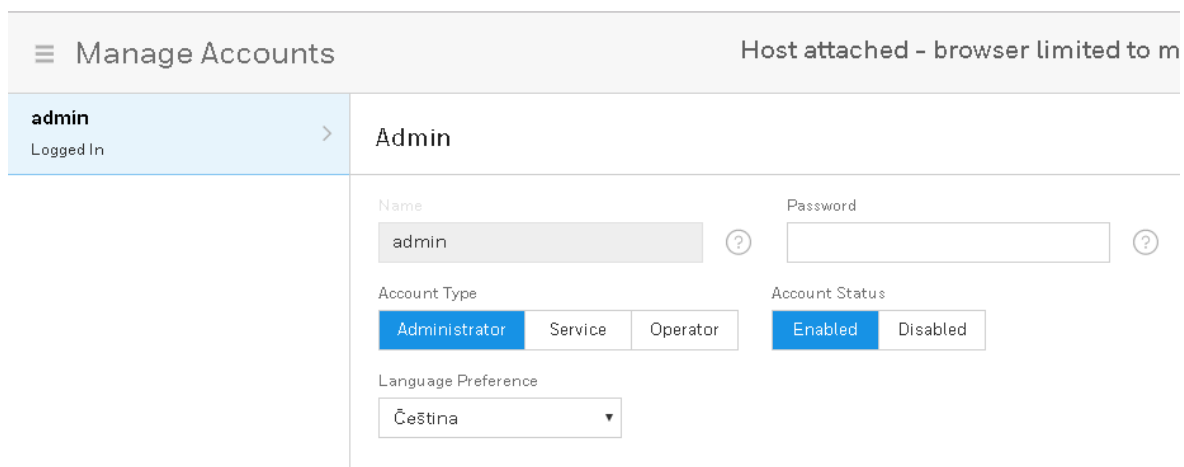 Manage Accounts
Host attached - browser limited to m
admin
Logged In
Admin
Name
Password
admin
?
?
Account Type
Account Status
Administrator Service Operator
Enabled Disabled
Language Preference
Čeština